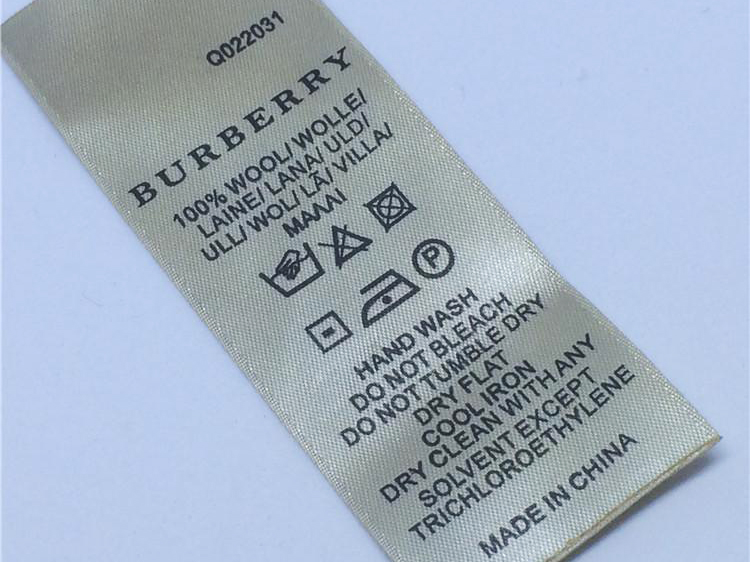 Q022031
BURBERRY
100% WOOL/ WOLLE/
LAINE/ LANA/ ULD/
ULL/ WOL/ LÃ/ VILLA/
ΜΑΛΛΙ
P
HAND WASH
DO NOT BLEACH
DO NOT TUMBLE DRY
DRY FLAT
COOL IRON
DRY CLEAN WITH ANY
SOLVENT EXCEPT
TRICHLOROETHYLENE
MADE IN CHINA